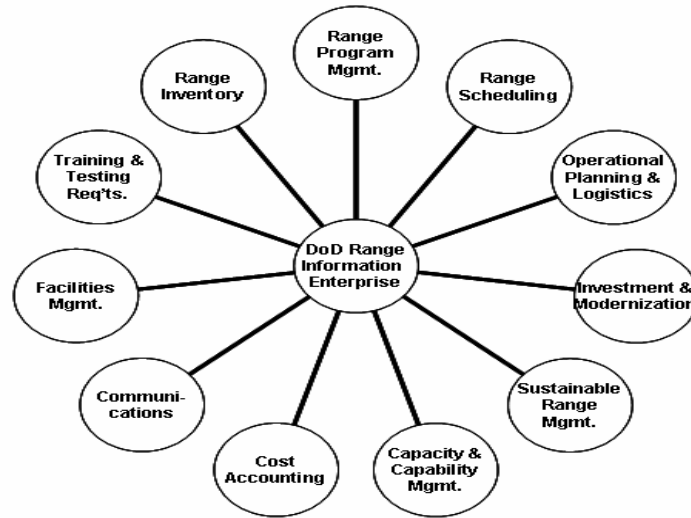 Range
Program
Mgmt.
Range
Scheduling
Operational
Planning &
Logistics
Investment &
Modernization
Sustainable
Range
Mgmt.
Capacity &
Capability
Mgmt.
Cost
Accounting
Communi-
cations
Facilities
Mgmt.
Training &
Testing
Req'ts.
Range
Inventory
DoD Range
Information
Enterprise